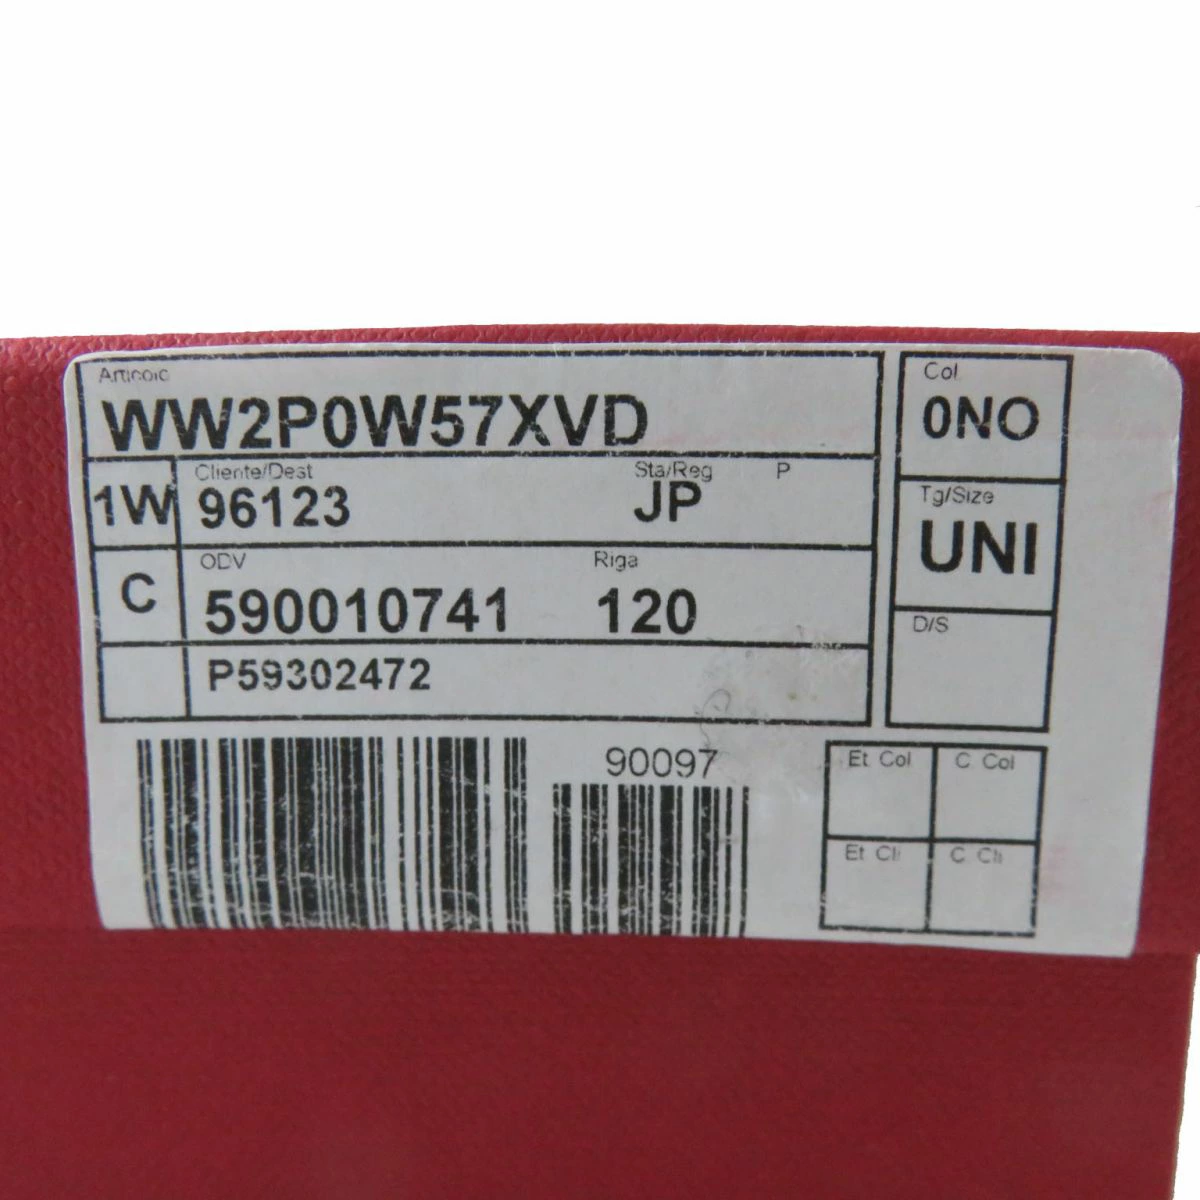 Articolo
WW2P0W57XVD
Col
0NO
1W
Cliente/Dest
96123
Sta/Reg
JP
P
Tg/Size
UNI
C
ODV
590010741
Riga
120
D/S
P59302472
90097
Et Col
C Col
Et Cli
C Cli